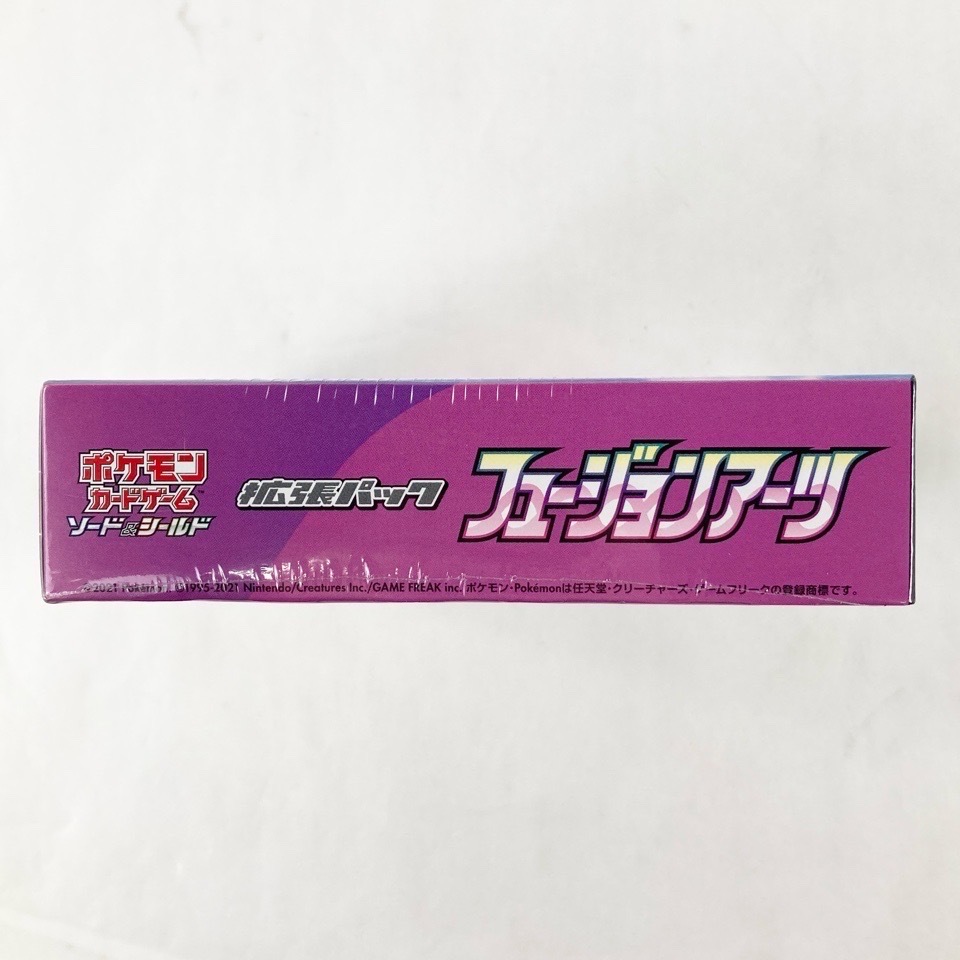 ポケモン
カードゲーム™
ソード&シールド
拡張パック
フュージョンアーツ
©2021 Pokémon. ©1995-2021 Nintendo/Creatures Inc./GAME FREAK inc. ポケモン・Pokémonは任天堂・クリーチャーズ・ゲームフリークの登録商標です。